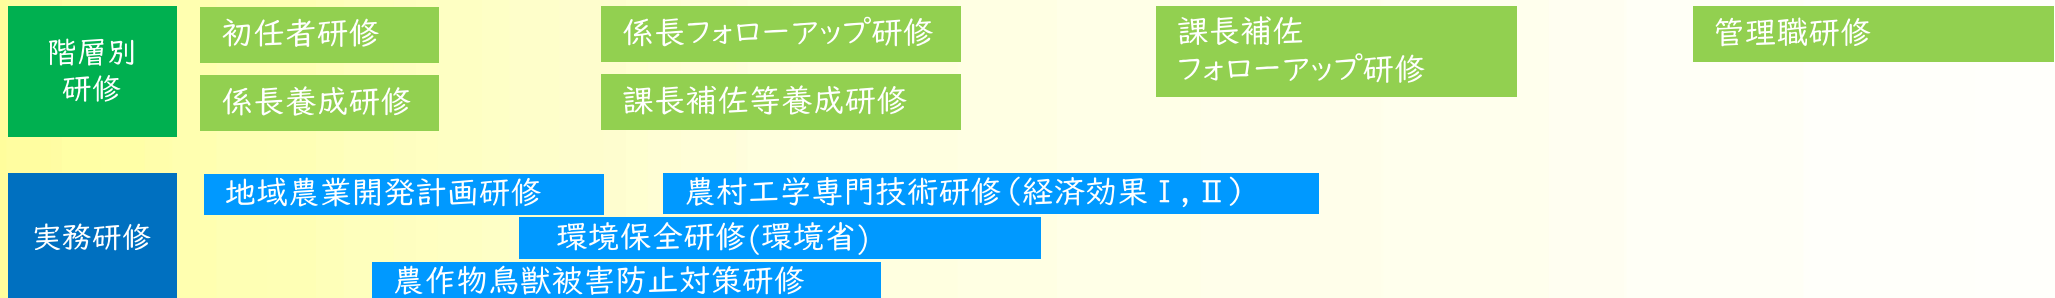 階層別
研修
初任者研修
係長養成研修
係長フォローアップ研修
課長補佐等養成研修
課長補佐
フォローアップ研修
管理職研修
実務研修
地域農業開発計画研修
農村工学専門技術研修(経済効果Ⅰ,Ⅱ)
環境保全研修(環境省)
農作物鳥獣被害防止対策研修